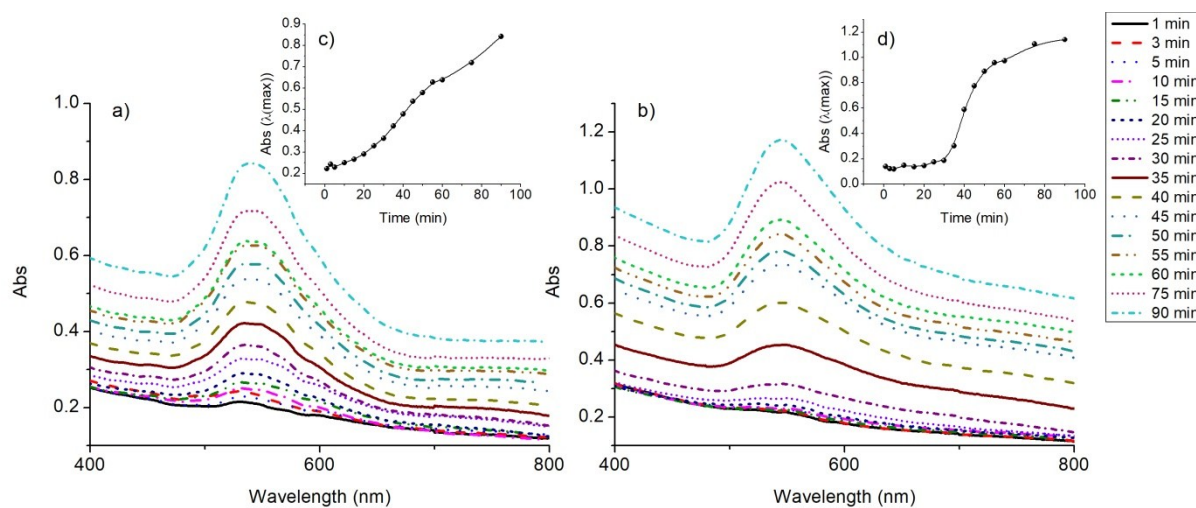 a)
Abs
1.0
0.8
0.6
0.4
0.2
400
600
800
Wavelength (nm)
c)
Abs (λ(max))
0.9
0.8
0.7
0.6
0.5
0.4
0.3
0.2
0 20 40 60 80 100
Time (min)
b)
Abs
1.2
1.0
0.8
0.6
0.4
0.2
400
600
800
Wavelength (nm)
d)
Abs (λ(max))
1.2
1.0
0.8
0.6
0.4
0.2
0.0
0 20 40 60 80 100
Time (min)
1 min
3 min
5 min
10 min
15 min
20 min
25 min
30 min
35 min
40 min
45 min
50 min
55 min
60 min
75 min
90 min